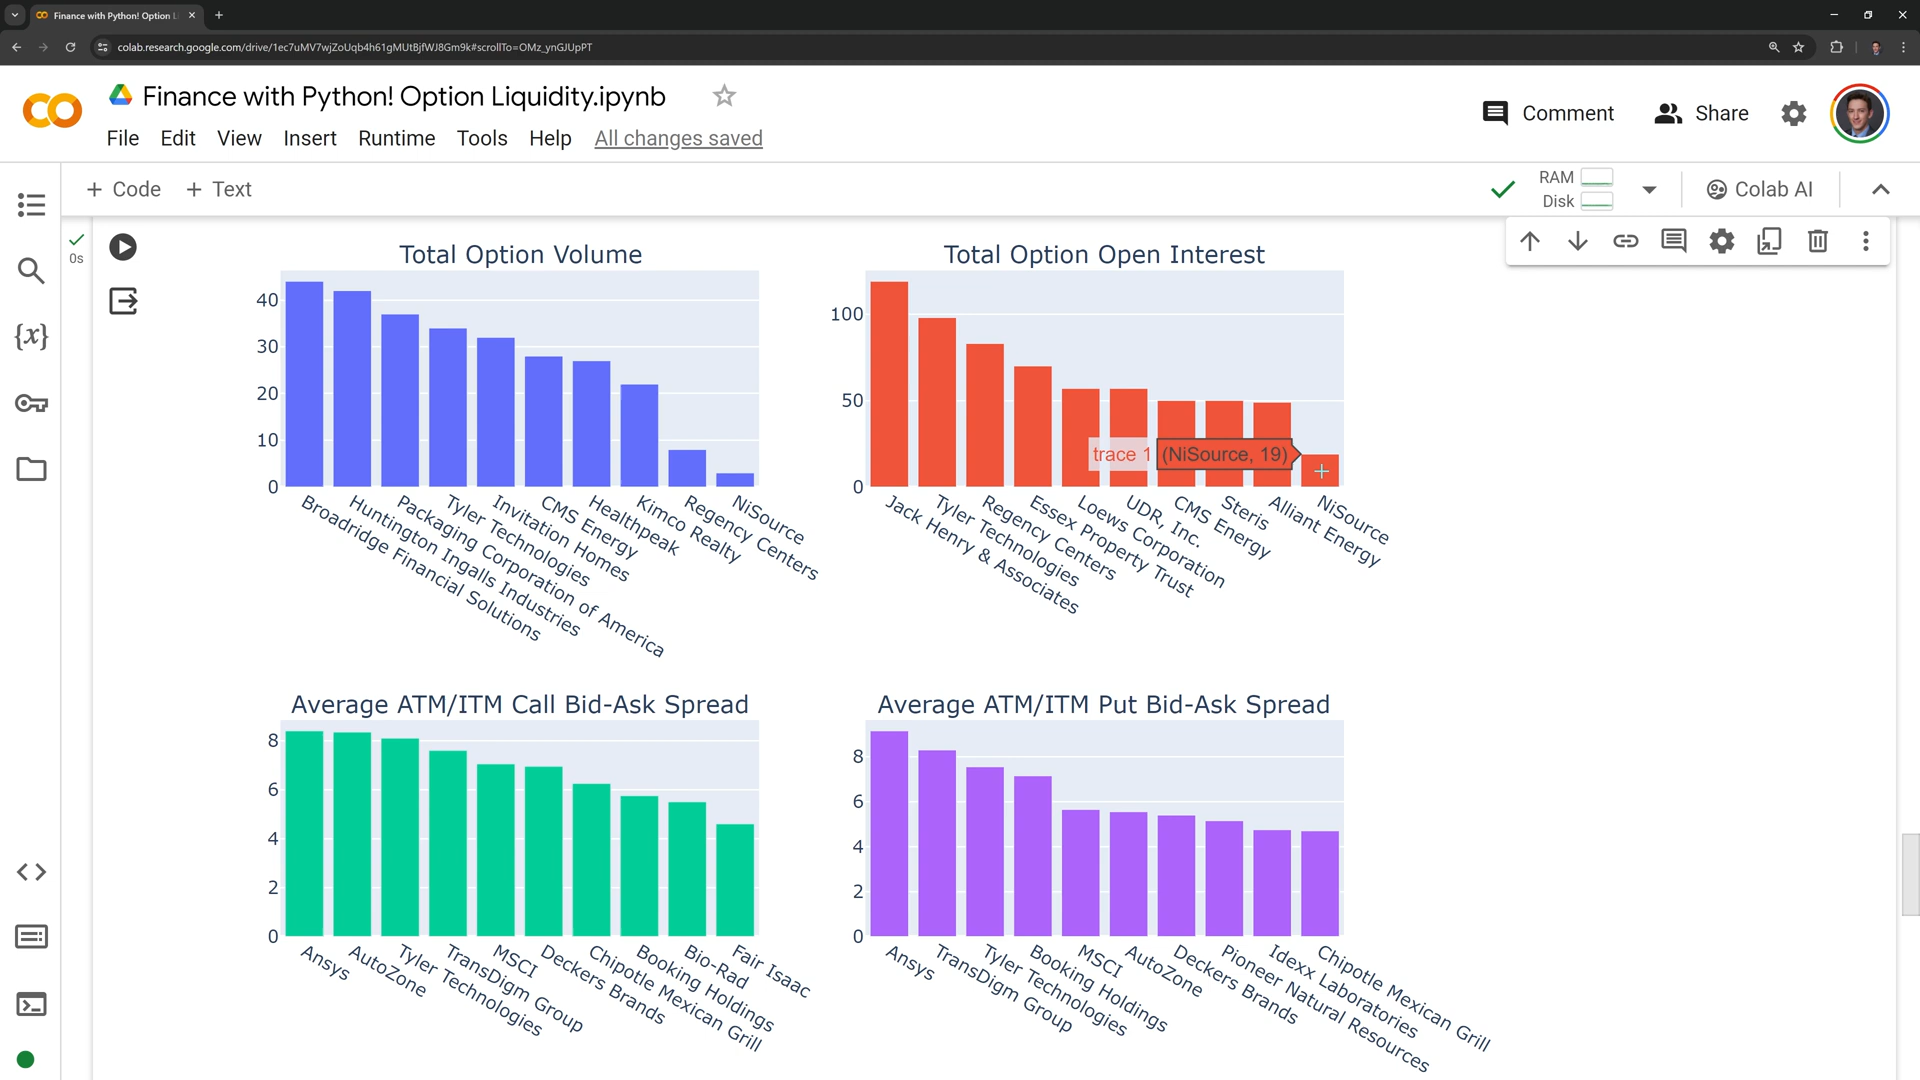 Finance with Python! Option Li
colab.research.google.com/drive/1ec7uMV7wjZoUqb4h61gMUtBjfWJ8Gm9k#scrollTo=OMz_ynGJUpPT
Finance with Python! Option Liquidity.ipynb
Comment
Share
File Edit View Insert Runtime Tools Help All changes saved
+ Code + Text
RAM
Disk
Colab AI
{x}
0s
Total Option Volume
40
30
20
10
0
Broadridge Financial Solutions
Huntington Ingalls Industries
Packaging Corporation of America
Tyler Technologies
Invitation Homes
CMS Energy
Healthpeak
Kimco Realty
Regency Centers
NiSource
Total Option Open Interest
100
50
0
trace 1 (NiSource, 19)
Jack Henry & Associates
Tyler Technologies
Regency Centers
Essex Property Trust
Loews Corporation
UDR, Inc.
CMS Energy
Steris
Alliant Energy
NiSource
Average ATM/ITM Call Bid-Ask Spread
8
6
4
2
0
Ansys
AutoZone
Tyler Technologies
TransDigm Group
MSCI
Deckers Brands
Chipotle Mexican Grill
Booking Holdings
Bio-Rad
Fair Isaac
Average ATM/ITM Put Bid-Ask Spread
8
6
4
2
0
Ansys
TransDigm Group
Tyler Technologies
Booking Holdings
MSCI
AutoZone
Deckers Brands
Pioneer Natural Resources
Idexx Laboratories
Chipotle Mexican Grill